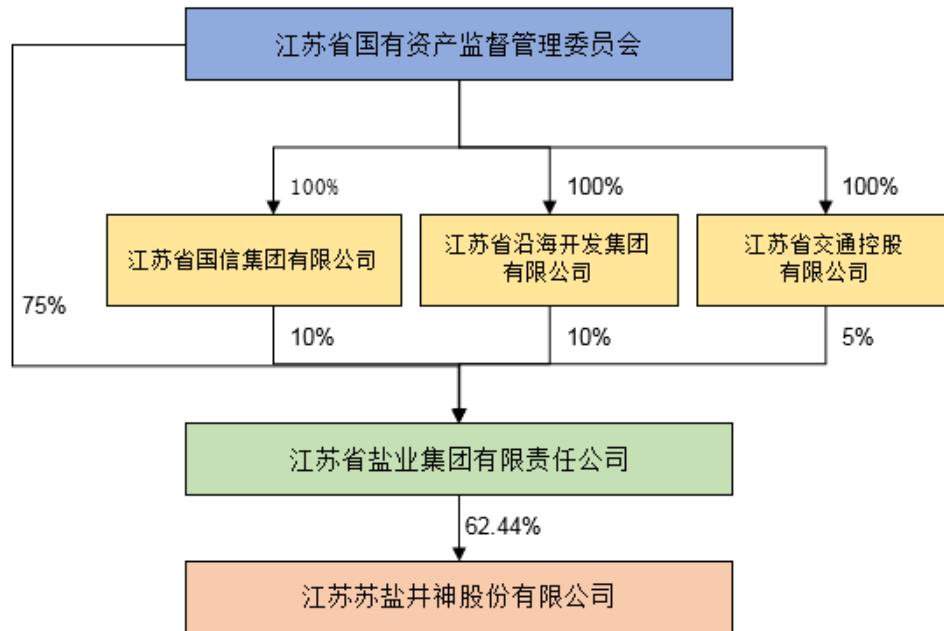 江苏省国有资产监督管理委员会
100%
100%
100%
江苏省国信集团有限公司
江苏省沿海开发集团
有限公司
江苏省交通控股
有限公司
75%
10%
10%
5%
江苏省盐业集团有限责任公司
62.44%
江苏苏盐井神股份有限公司